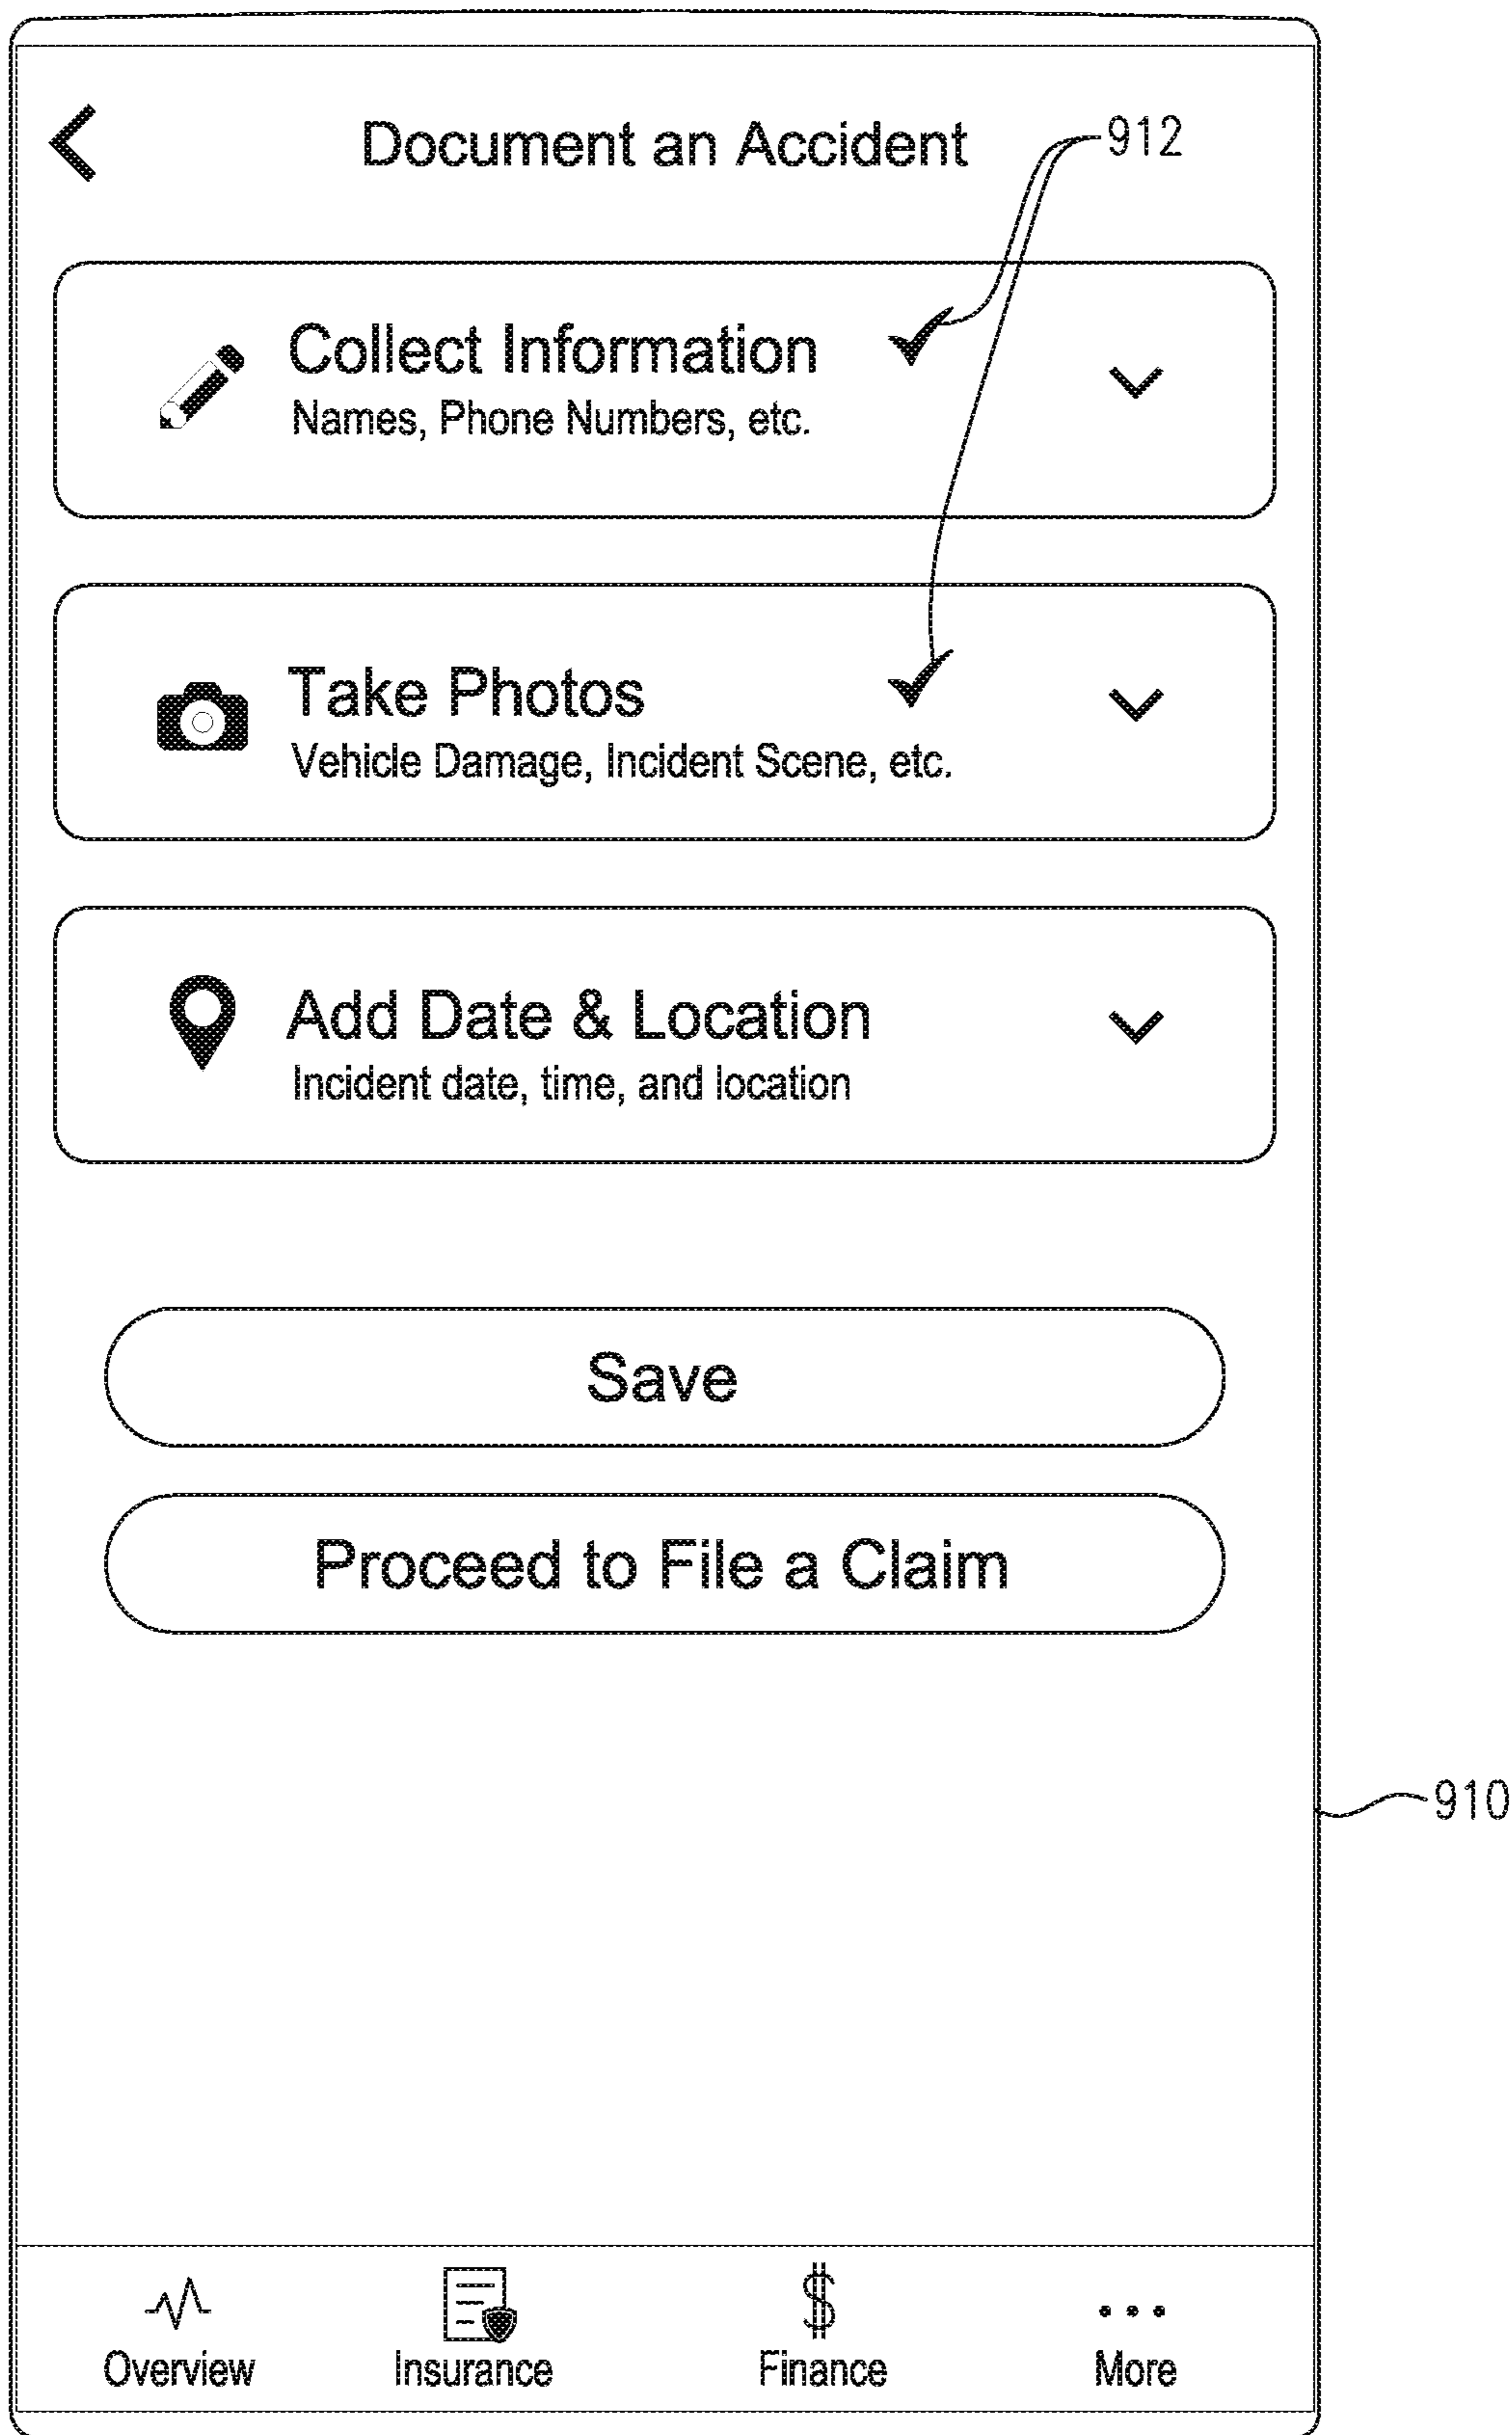 Document an Accident
912
Collect Information
Names, Phone Numbers, etc.
Take Photos
Vehicle Damage, Incident Scene, etc.
Add Date & Location
Incident date, time, and location
Save
Proceed to File a Claim
910
Overview
Insurance
Finance
More